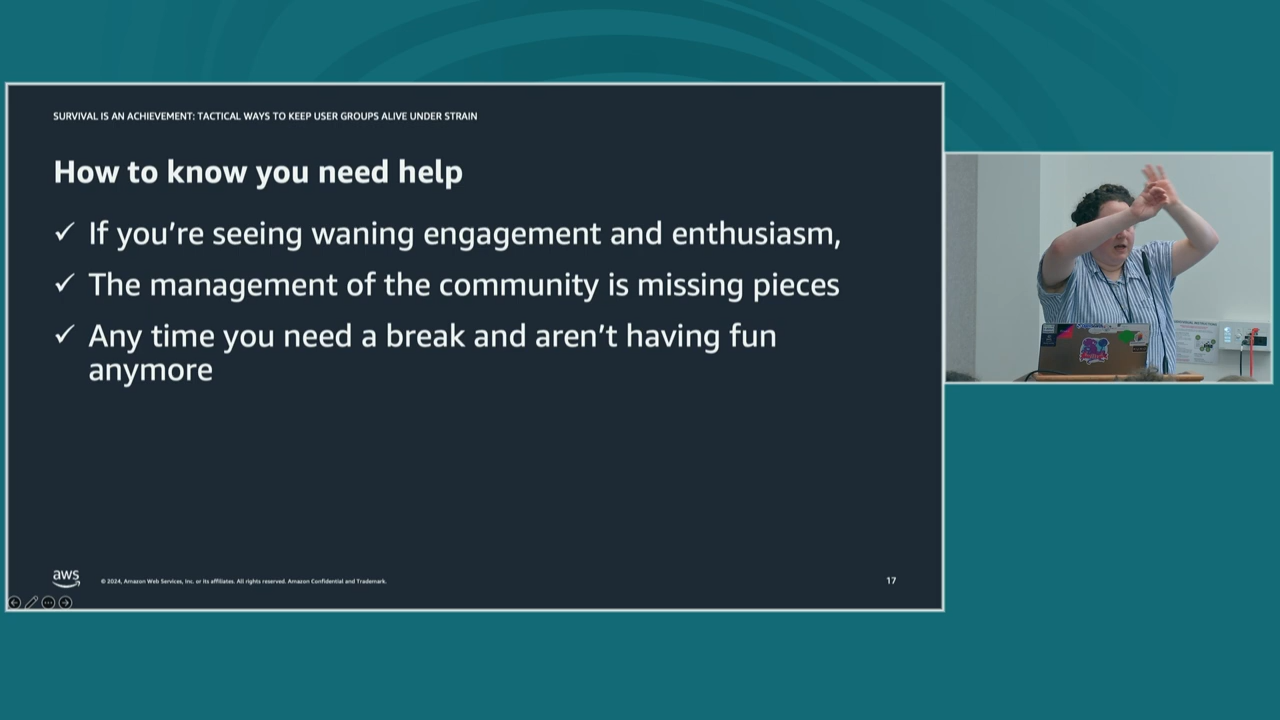 SURVIVAL IS AN ACHIEVEMENT: TACTICAL WAYS TO KEEP USER GROUPS ALIVE UNDER STRAIN
How to know you need help
✓ If you’re seeing waning engagement and enthusiasm,
✓ The management of the community is missing pieces
✓ Any time you need a break and aren’t having fun
anymore
aws
© 2024, Amazon Web Services, Inc. or its affiliates. All rights reserved. Amazon Confidential and Trademark.
17